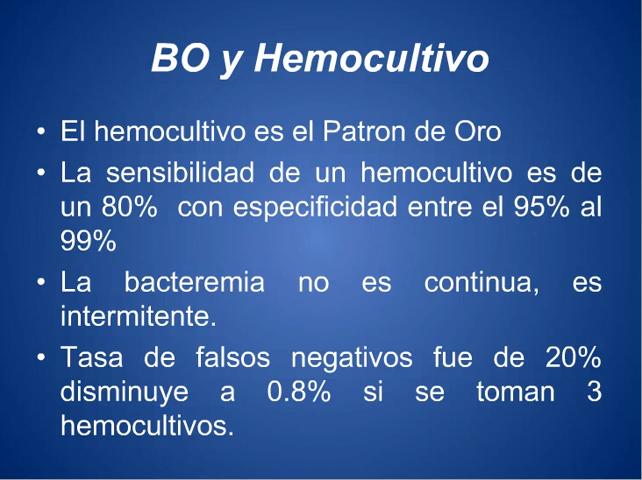 BO y Hemocultivo
• El hemocultivo es el Patron de Oro
• La sensibilidad de un hemocultivo es de
un 80% con especificidad entre el 95% al
99%
• La bacteremia no es continua, es
intermitente.
• Tasa de falsos negativos fue de 20%
disminuye a 0.8% si se toman 3
hemocultivos.